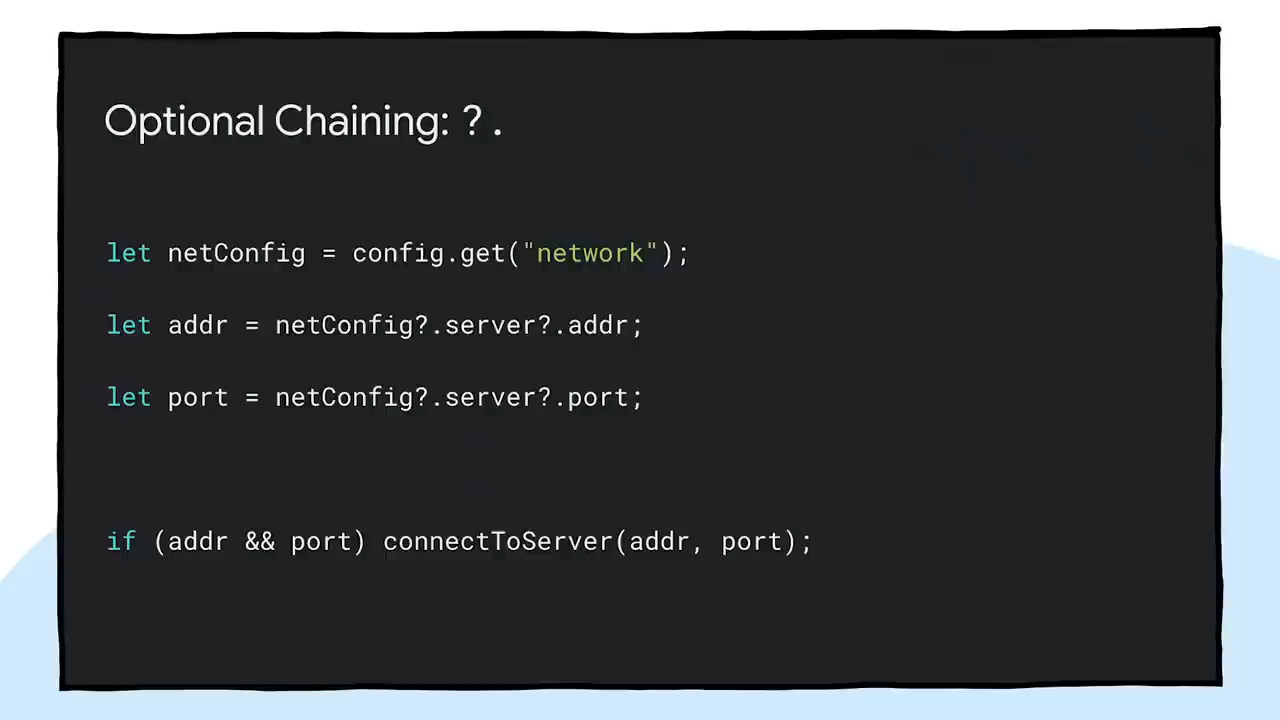 Optional Chaining: ?.
let netConfig = config.get("network");
let addr = netConfig?.server?.addr;
let port = netConfig?.server?.port;
if (addr && port) connectToServer(addr, port);